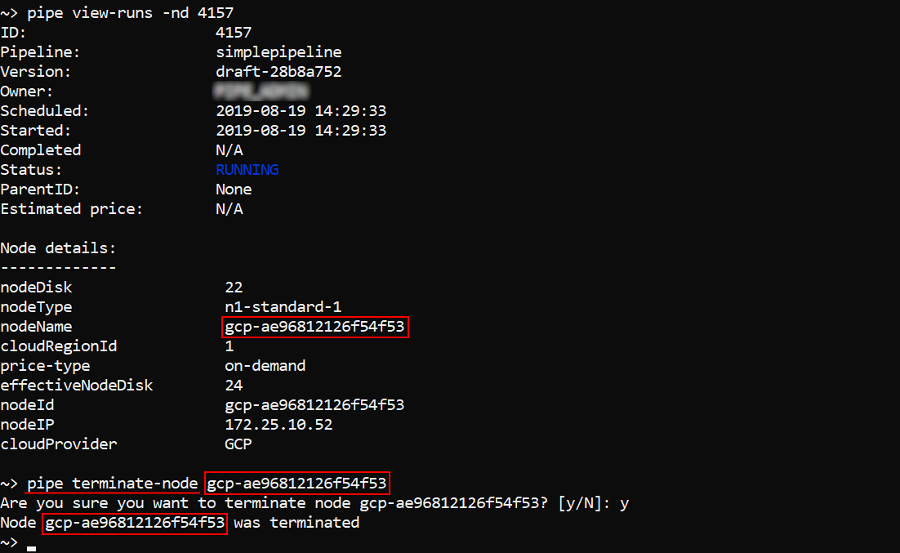 ~> pipe view-runs -nd 4157
ID: 4157
Pipeline: simplepipeline
Version: draft-28b8a752
Owner:
Scheduled: 2019-08-19 14:29:33
Started: 2019-08-19 14:29:33
Completed N/A
Status: RUNNING
ParentID: None
Estimated price: N/A
Node details:
-------------
nodeDisk 22
nodeType n1-standard-1
nodeName gcp-ae96812126f54f53
cloudRegionId 1
price-type on-demand
effectiveNodeDisk 24
nodeId gcp-ae96812126f54f53
nodeIP 172.25.10.52
cloudProvider GCP
~> pipe terminate-node gcp-ae96812126f54f53
Are you sure you want to terminate node gcp-ae96812126f54f53? [y/N]: y
Node gcp-ae96812126f54f53 was terminated
~>